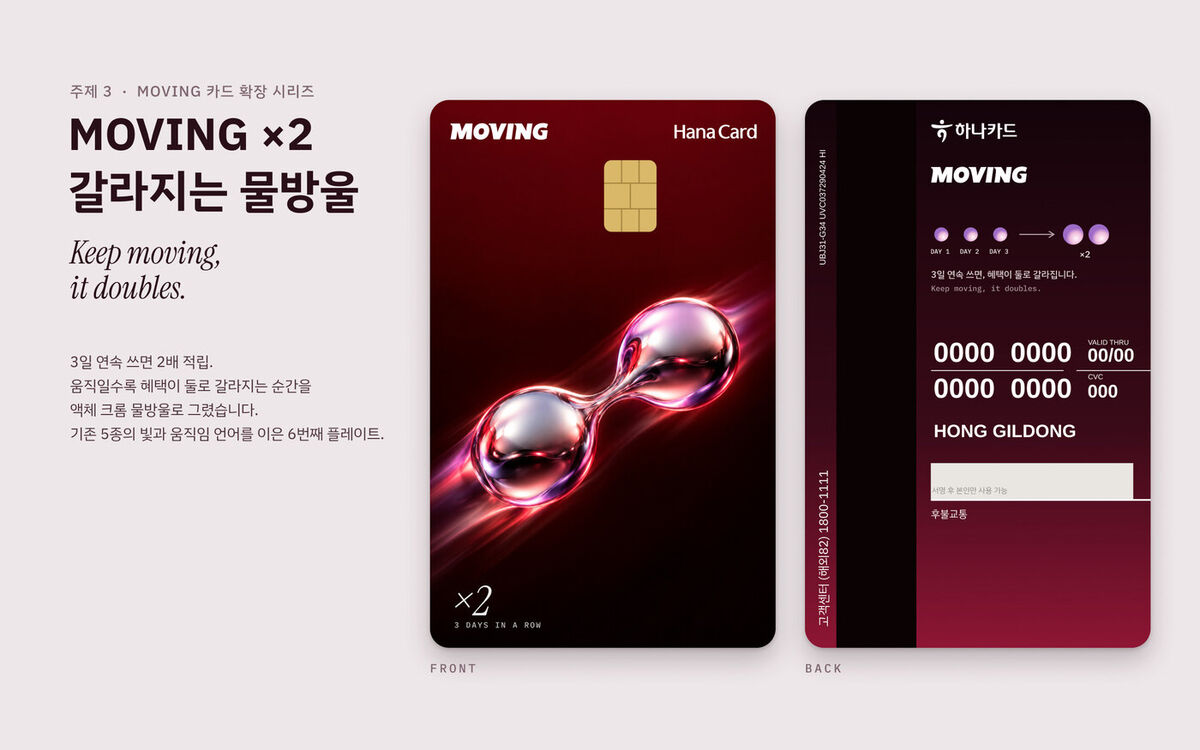 주제 3 · MOVING 카드 확장 시리즈
MOVING ×2
갈라지는 물방울
Keep moving,
it doubles.
3일 연속 쓰면 2배 적립.
움직일수록 혜택이 둘로 갈라지는 순간을
액체 크롬 물방울로 그렸습니다.
기존 5종의 빛과 움직임 언어를 이은 6번째 플레이트.
MOVING
Hana Card
×2
3 DAYS IN A ROW
FRONT
UBJ31-G34 UVC037290424 HI
고객센터 (해외82) 1800-1111
하나카드
MOVING
DAY 1 DAY 2 DAY 3
×2
3일 연속 쓰면, 혜택이 둘로 갈라집니다.
Keep moving, it doubles.
0000 0000
VALID THRU
00/00
0000 0000
CVC
000
HONG GILDONG
서명 후 본인만 사용 가능
후불교통
BACK